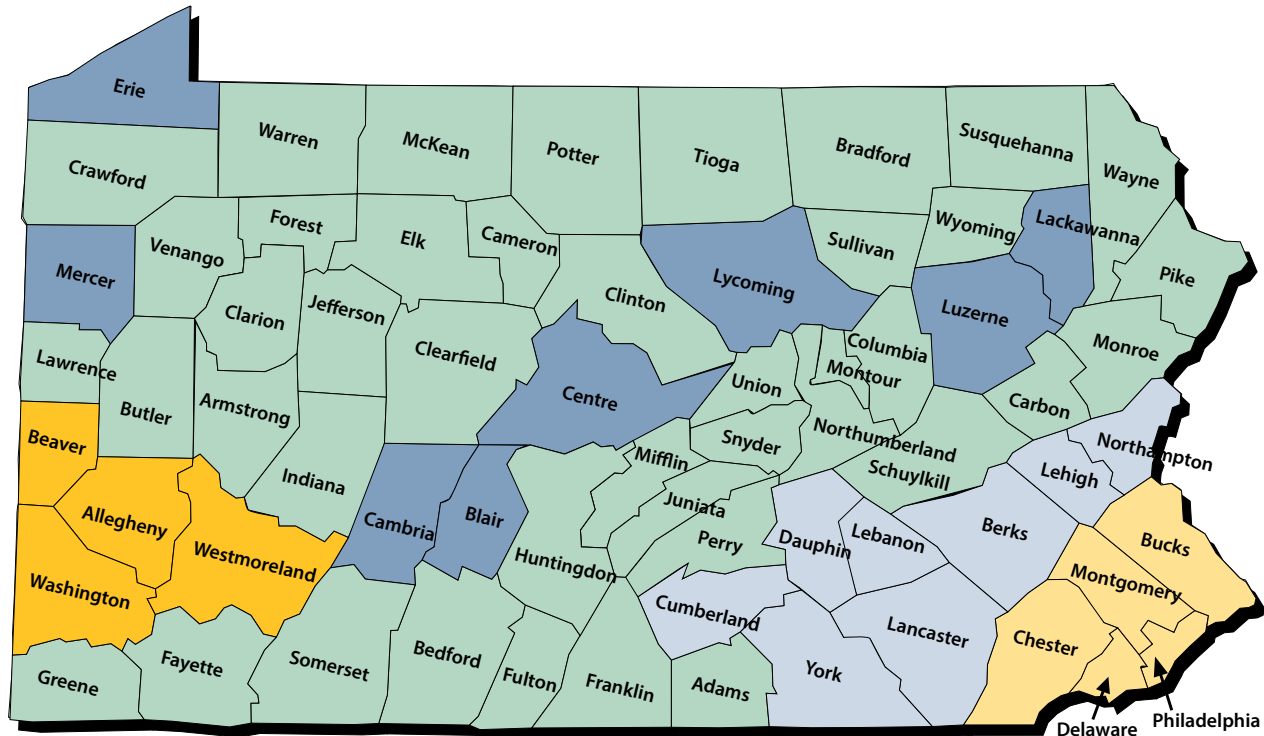 Erie
Warren
McKean
Potter
Tioga
Bradford
Susquehanna
Wayne
Crawford
Forest
Venango
Elk
Cameron
Sullivan
Wyoming
Lackawanna
Pike
Mercer
Clarion
Jefferson
Clinton
Lycoming
Luzerne
Monroe
Lawrence
Butler
Armstrong
Clearfield
Centre
Union
Montour
Columbia
Carbon
Beaver
Indiana
Mifflin
Snyder
Northumberland
Schuylkill
Lehigh
Northampton
Allegheny
Westmoreland
Cambria
Blair
Huntingdon
Juniata
Perry
Dauphin
Lebanon
Berks
Bucks
Washington
Montgomery
Cumberland
Lancaster
Chester
Greene
Fayette
Somerset
Bedford
Fulton
Franklin
Adams
York
Delaware
Philadelphia